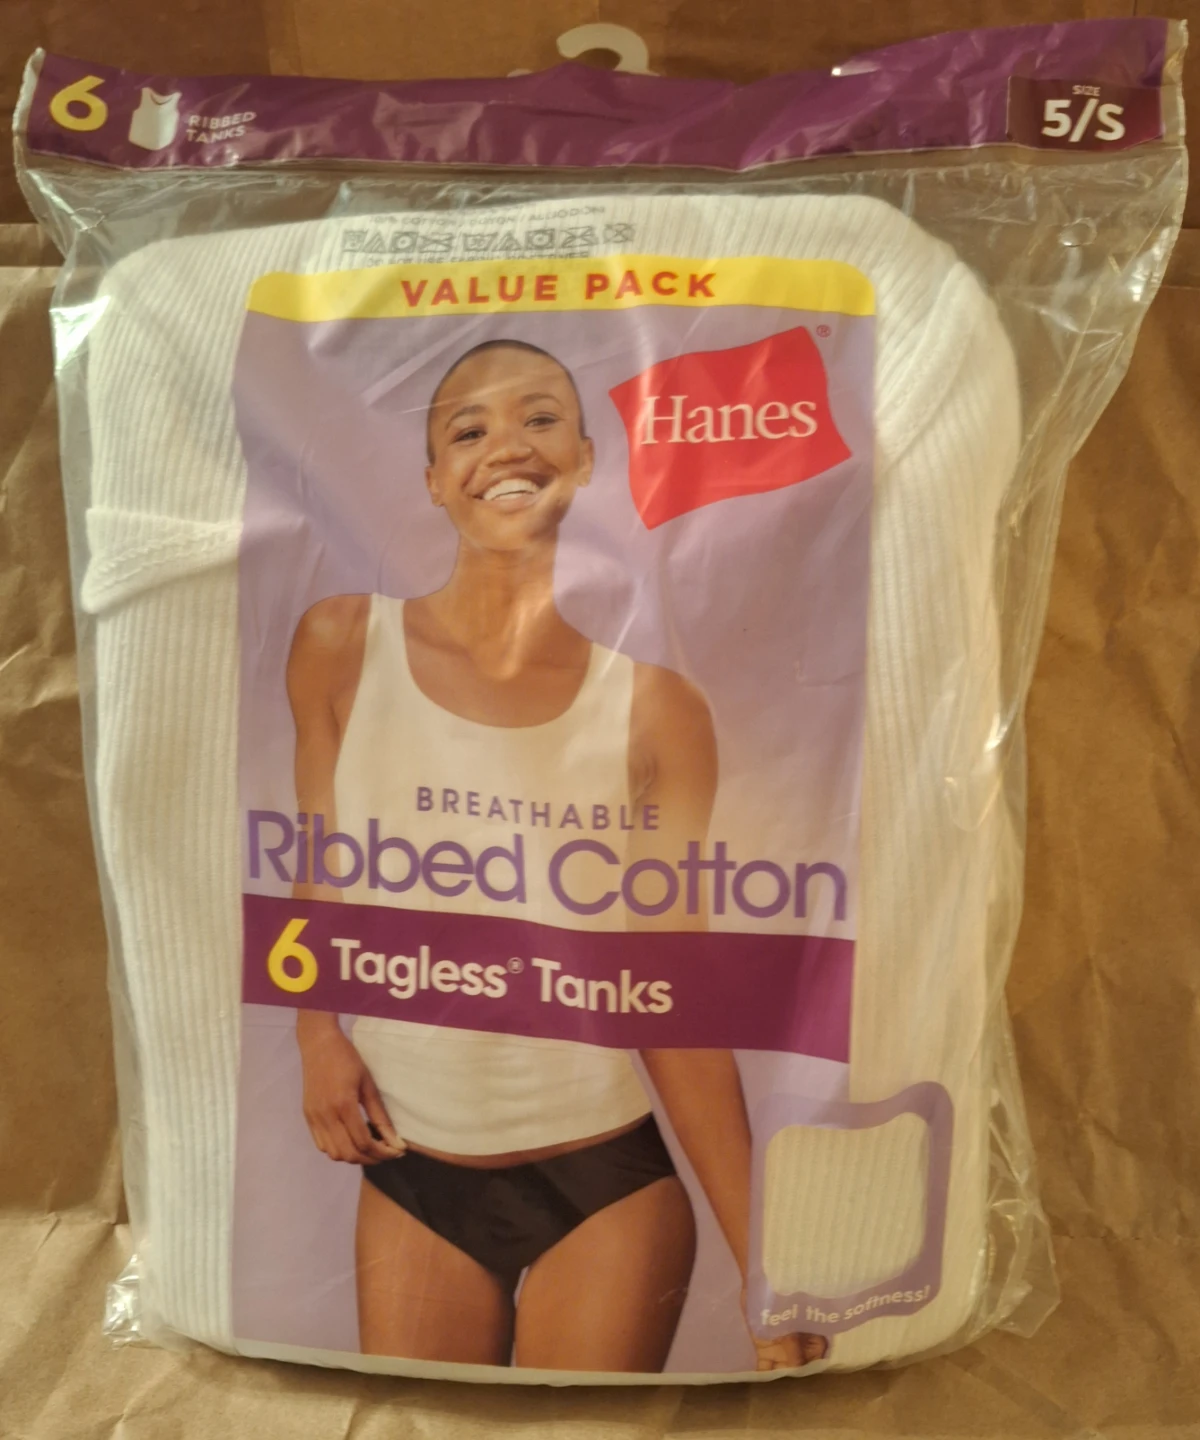 6
RIBBED
TANKS
SIZE
5/S
VALUE PACK
Hanes®
BREATHABLE
Ribbed Cotton
6 Tagless® Tanks
feel the softness!